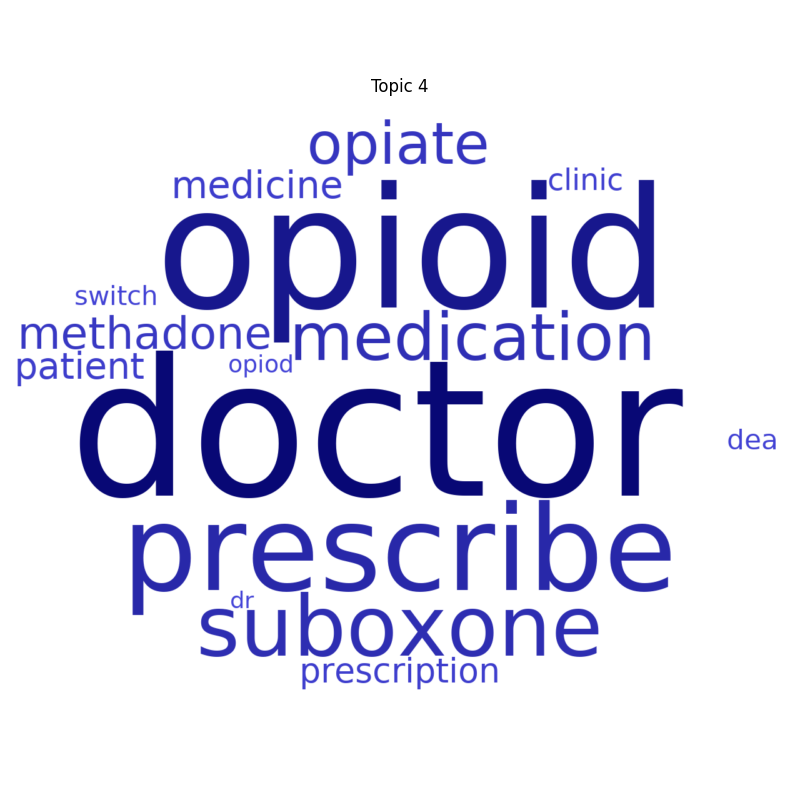 Topic 4
opiate
medicine
clinic
opioid
switch
methadone
medication
patient
opiod
doctor
dea
prescribe
dr
suboxone
prescription